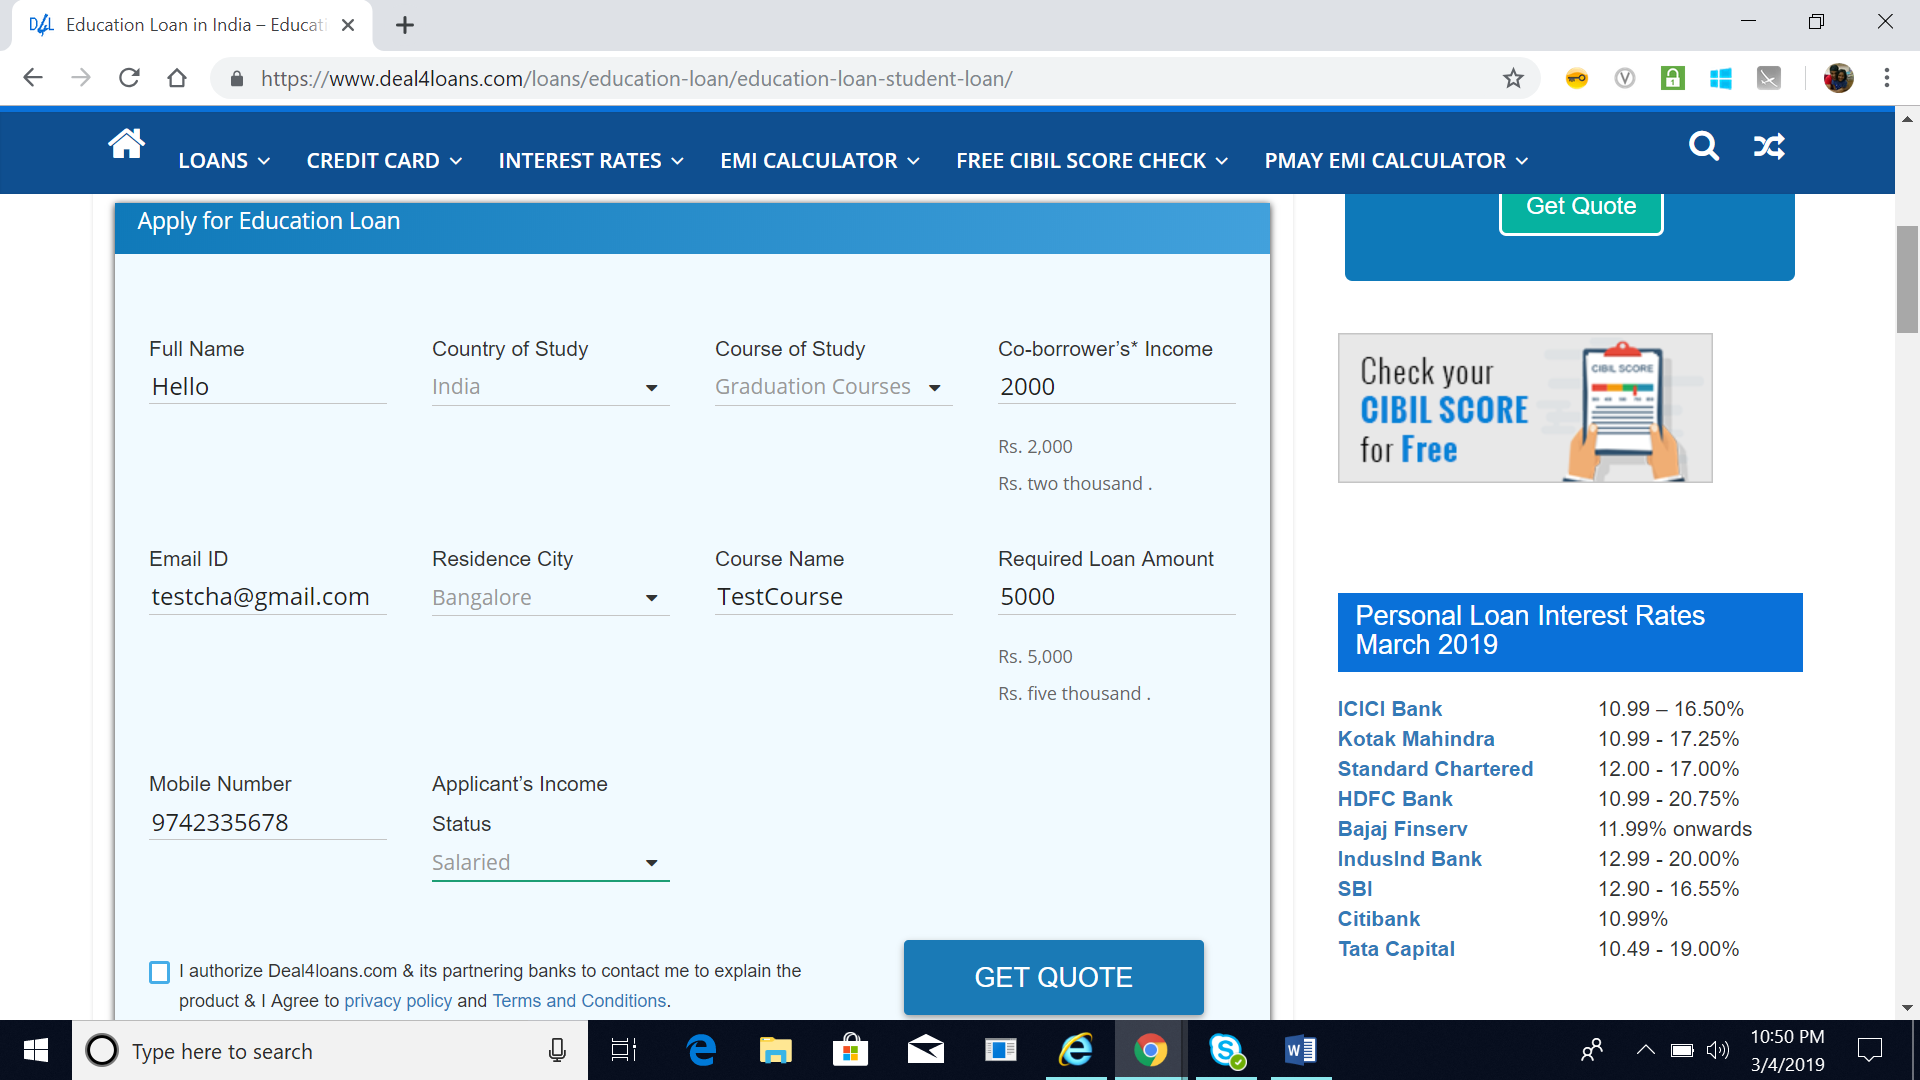 Education Loan in India – Educati
https://www.deal4loans.com/loans/education-loan/education-loan-student-loan/
LOANS
CREDIT CARD
INTEREST RATES
EMI CALCULATOR
FREE CIBIL SCORE CHECK
PMAY EMI CALCULATOR
Apply for Education Loan
Full Name
Hello
Country of Study
India
Course of Study
Graduation Courses
Co-borrower’s* Income
2000
Rs. 2,000
Rs. two thousand .
Email ID
testcha@gmail.com
Residence City
Bangalore
Course Name
TestCourse
Required Loan Amount
5000
Rs. 5,000
Rs. five thousand .
Mobile Number
9742335678
Applicant’s Income
Status
Salaried
I authorize Deal4loans.com & its partnering banks to contact me to explain the
product & I Agree to privacy policy and Terms and Conditions.
GET QUOTE
Get Quote
Check your
CIBIL SCORE
for Free
CIBIL SCORE
Personal Loan Interest Rates
March 2019
ICICI Bank 10.99 – 16.50%
Kotak Mahindra 10.99 - 17.25%
Standard Chartered 12.00 - 17.00%
HDFC Bank 10.99 - 20.75%
Bajaj Finserv 11.99% onwards
IndusInd Bank 12.99 - 20.00%
SBI 12.90 - 16.55%
Citibank 10.99%
Tata Capital 10.49 - 19.00%
Type here to search
10:50 PM
3/4/2019